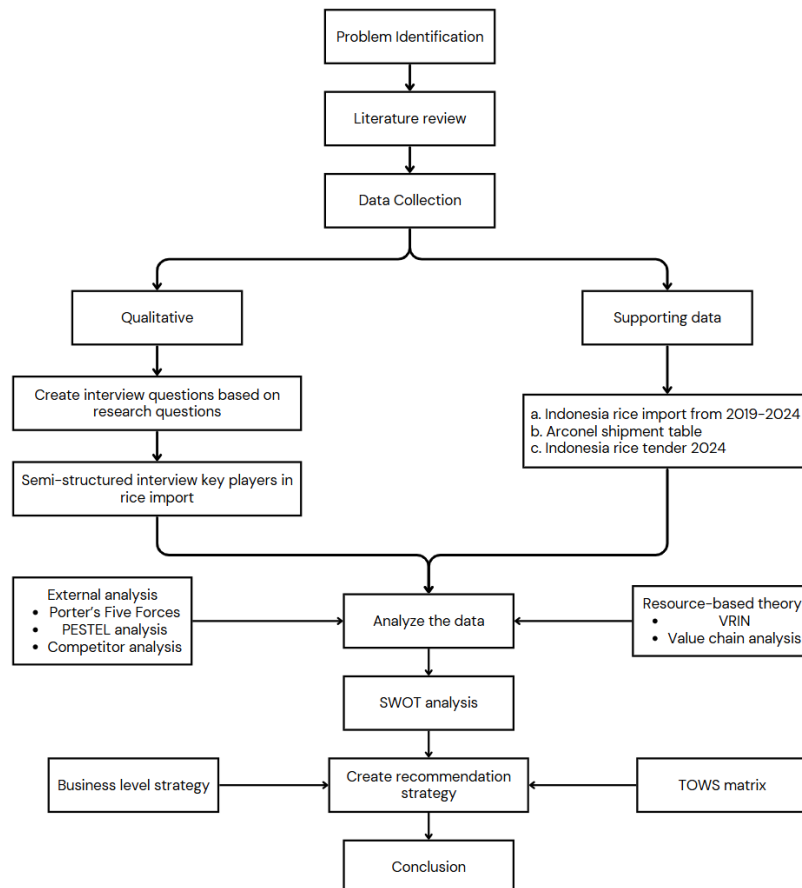 Problem Identification
Literature review
Data Collection
Qualitative
Supporting data
Create interview questions based on
research questions
a. Indonesia rice import from 2019-2024
b. Arconel shipment table
c. Indonesia rice tender 2024
Semi-structured interview key players in
rice import
External analysis
• Porter's Five Forces
• PESTEL analysis
• Competitor analysis
Analyze the data
Resource-based theory
• VRIN
• Value chain analysis
SWOT analysis
Business level strategy
Create recommendation
strategy
TOWS matrix
Conclusion